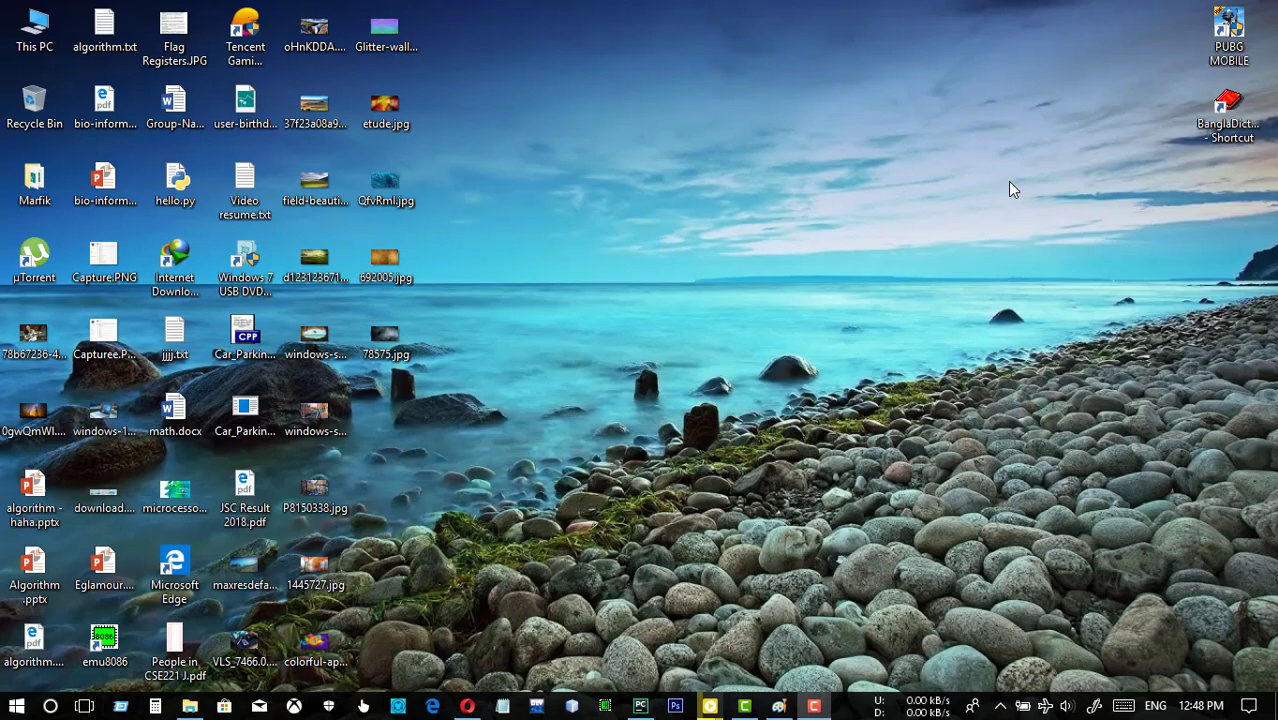 This PC
algorithm.txt
Flag
Registers.JPG
Tencent
Gami...
oHnKDDA....
Glitter-wall...
PUBG
MOBILE
Recycle Bin
bio-inform...
Group-Na...
user-birthd...
37f23a08a9...
etude.jpg
BanglaDict...
- Shortcut
Marfik
bio-inform...
hello.py
Video
resume.txt
field-beauti...
QfvRml.jpg
µTorrent
Capture.PNG
Internet
Downlo...
Windows 7
USB DVD...
d123123671...
692005.jpg
78b67236-4...
Capturee.P...
jjjj.txt
Car_Parkin...
CPP
windows-s...
78575.jpg
0gwQmWl....
windows-1...
math.docx
Car_Parkin...
windows-s...
algorithm -
haha.pptx
download....
microcesso...
JSC Result
2018.pdf
P8150338.jpg
Algorithm
.pptx
Eglamour....
Microsoft
Edge
maxresdefa...
1445727.jpg
algorithm....
8086
emu8086
People in
CSE221 J.pdf
VLS_7466.0...
colorful-ap...
U: 0.00 kB/s
D: 0.00 kB/s
ENG
12:48 PM